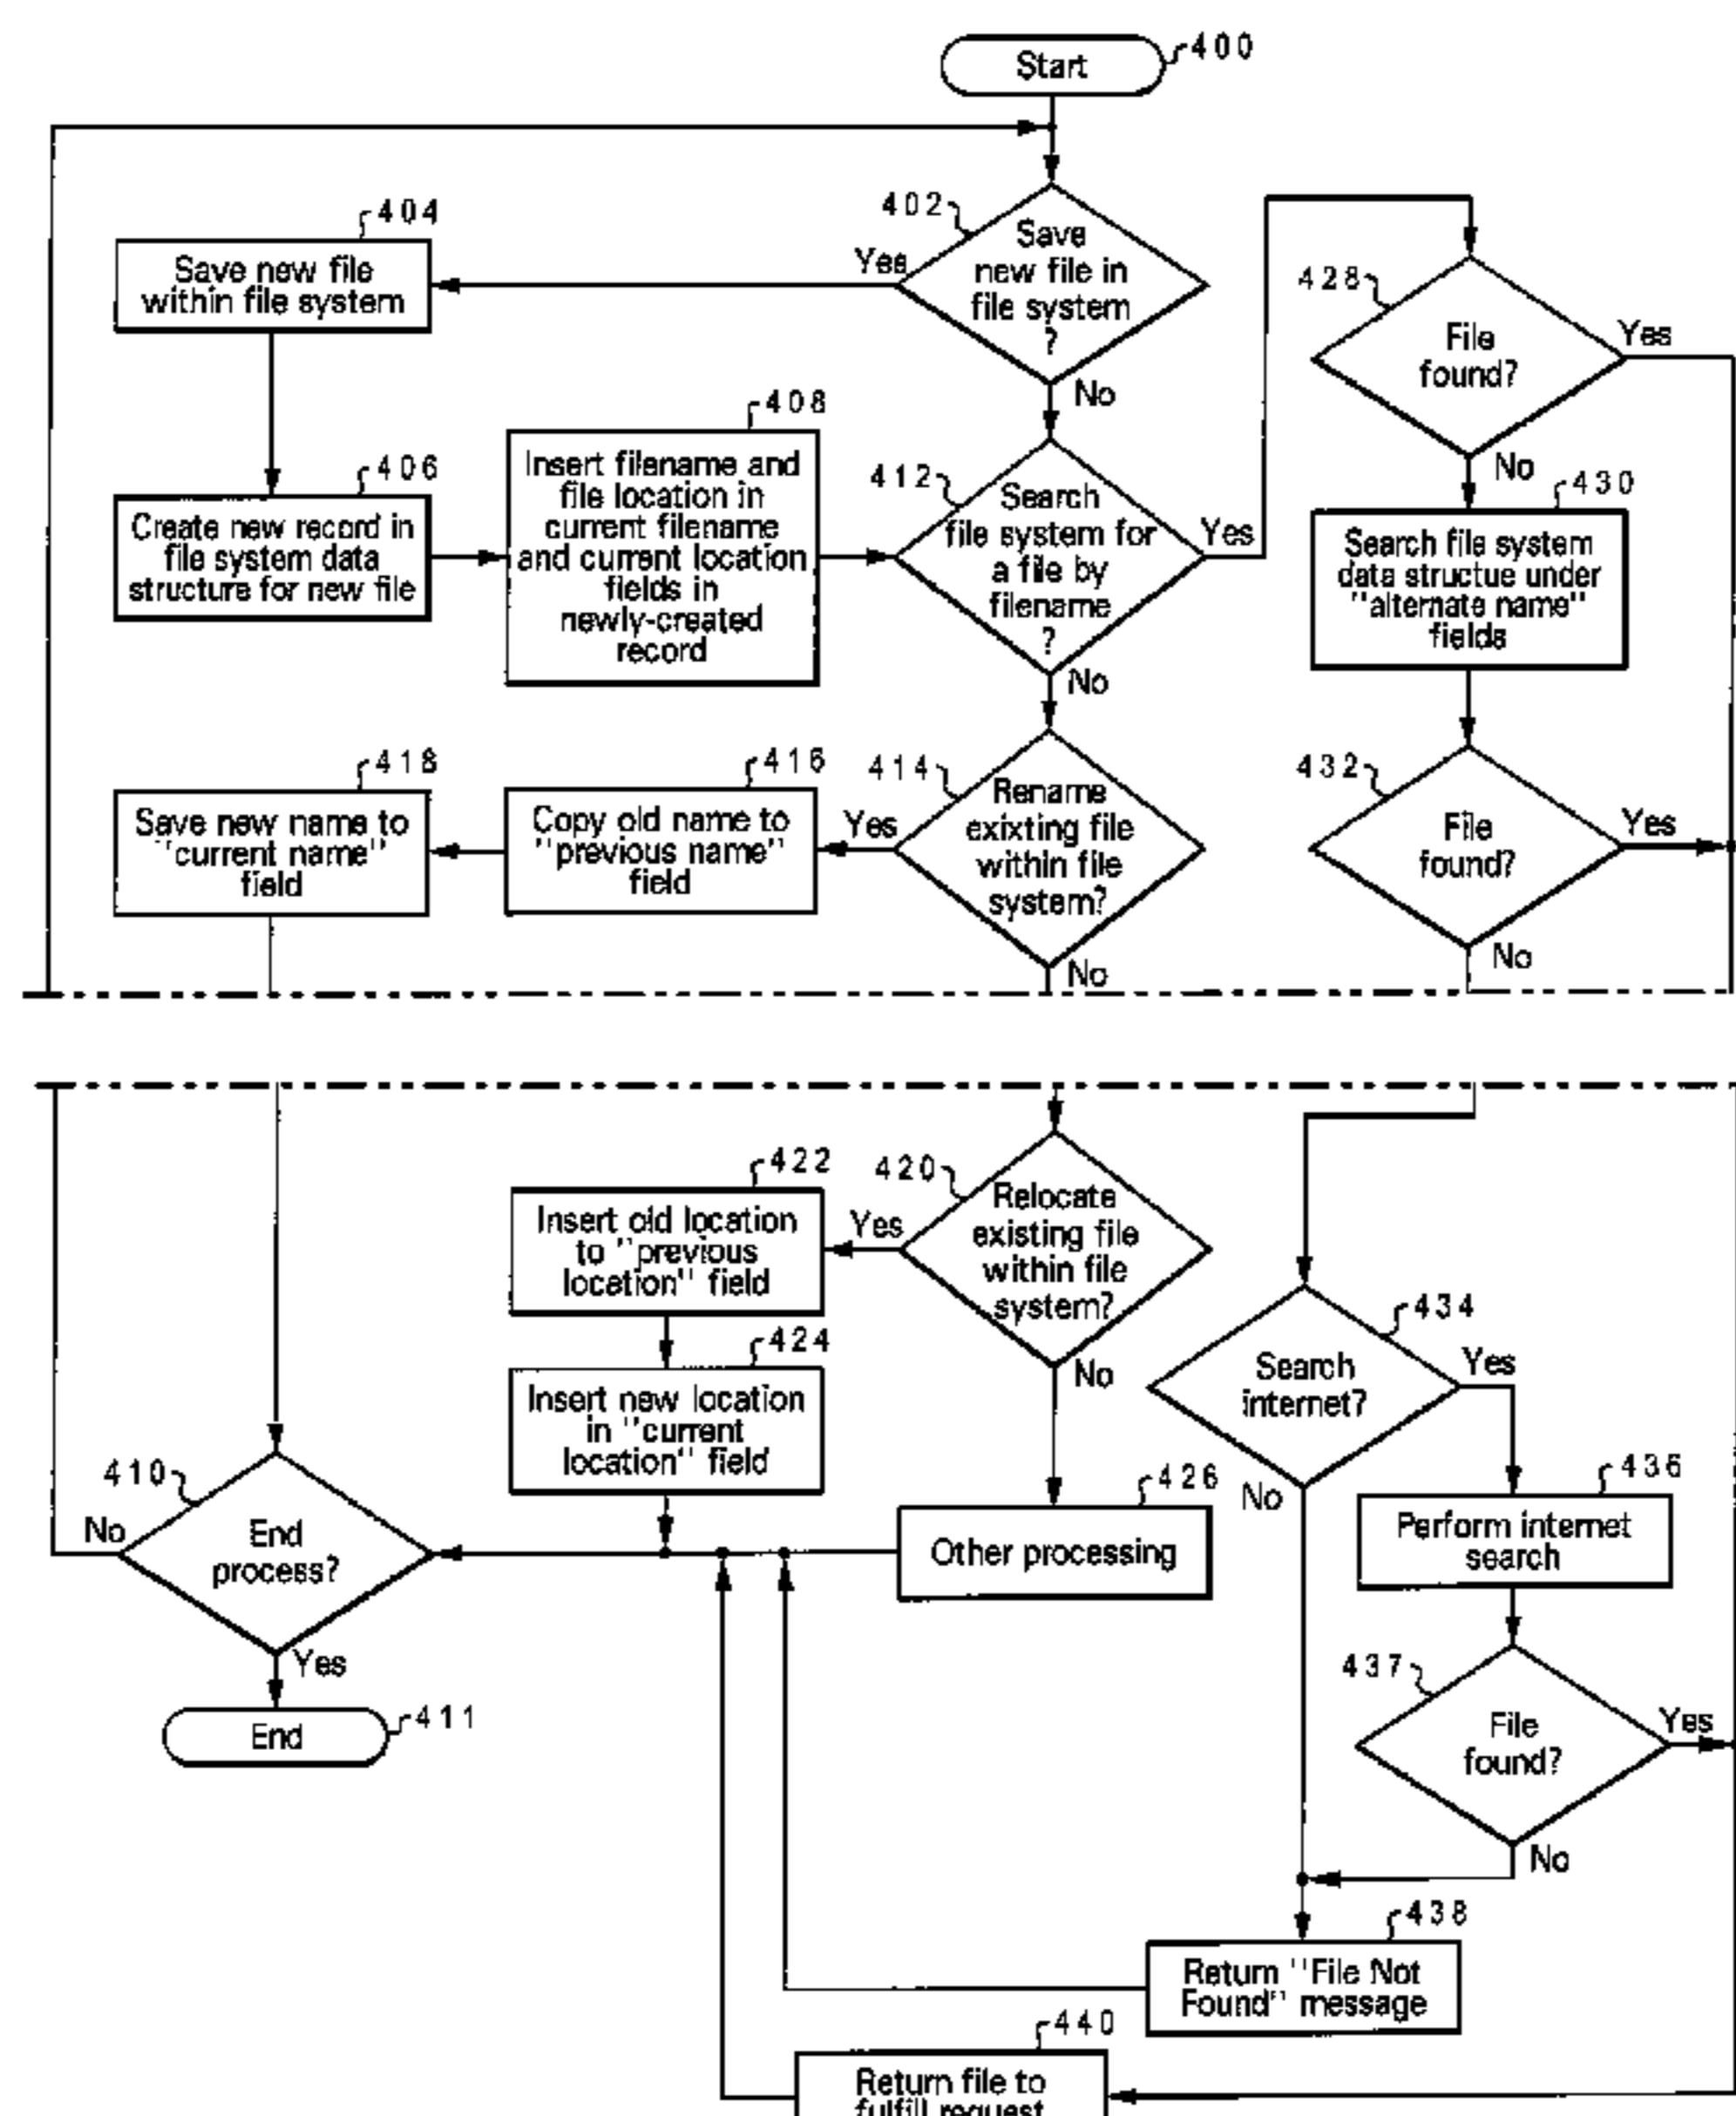 Start
400
402
Save
new file in
file system
?
Yes
No
404
Save new file
within file system
406
Create new record in
file system data
structure for new file
408
Insert filename and
file location in
current filename
and current location
fields in
newly-created
record
412
Search
file system for
a file by
filename
?
Yes
No
428
File
found?
Yes
No
430
Search file system
data structue under
"alternate name"
fields
432
File
found?
Yes
No
414
Rename
exixting file
within file
system?
Yes
No
416
Copy old name to
"previous name"
field
418
Save new name to
"current name"
field
420
Relocate
existing file
within file
system?
Yes
No
422
Insert old location
to "previous
location" field
424
Insert new location
in "current
location" field
426
Other processing
410
End
process?
No
Yes
411
End
434
Search
internet?
Yes
No
436
Perform internet
search
437
File
found?
Yes
No
438
Return "File Not
Found" message
440
Return file to
fulfill request